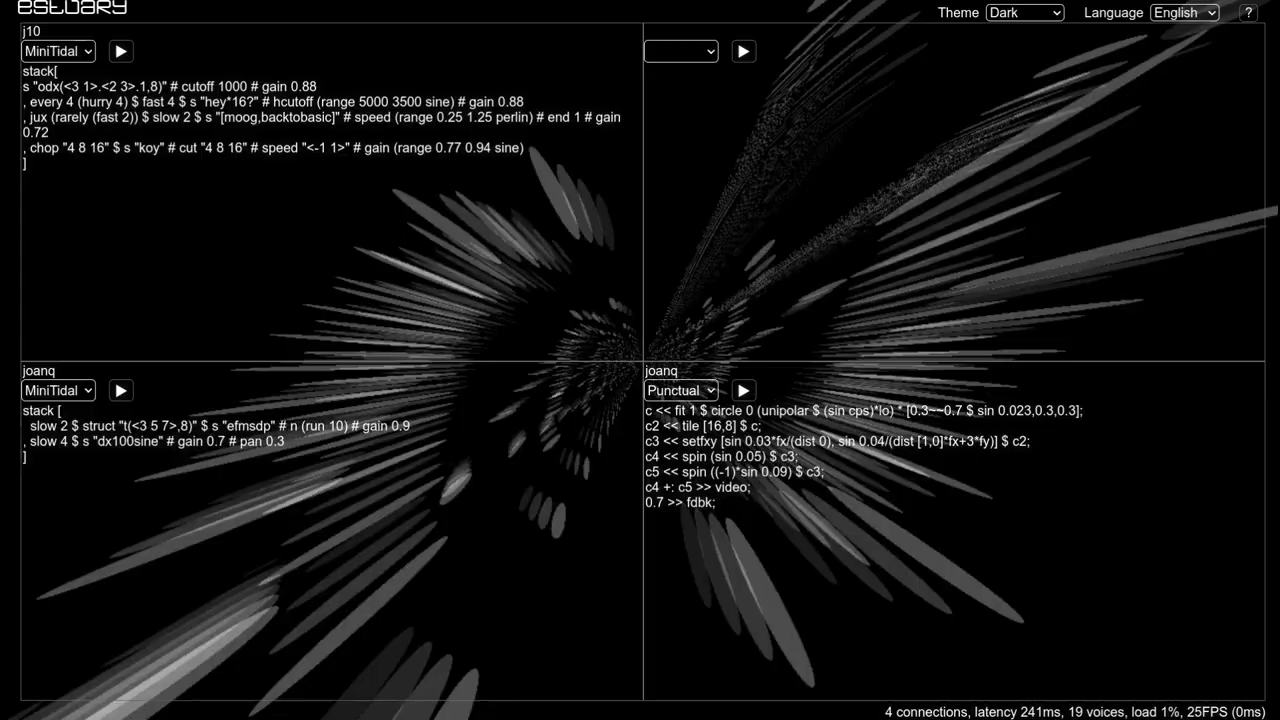 estuary
Theme Dark Language English ?
j10
MiniTidal
stack[
s "odx(<3 1>.<2 3>.1,8)" # cutoff 1000 # gain 0.88
, every 4 (hurry 4) $ fast 4 $ s "hey*16?" # hcutoff (range 5000 3500 sine) # gain 0.88
, jux (rarely (fast 2)) $ slow 2 $ s "[moog,backtobasic]" # speed (range 0.25 1.25 perlin) # end 1 # gain
0.72
, chop "4 8 16" $ s "koy" # cut "4 8 16" # speed "<-1 1>" # gain (range 0.77 0.94 sine)
]
joanq
MiniTidal
stack [
slow 2 $ struct "t(<3 5 7>,8)" $ s "efmsdp" # n (run 10) # gain 0.9
, slow 4 $ s "dx100sine" # gain 0.7 # pan 0.3
]
joanq
Punctual
c << fit 1 $ circle 0 (unipolar $ (sin cps)*lo) * [0.3~~0.7 $ sin 0.023,0.3,0.3];
c2 << tile [16,8] $ c;
c3 << setfxy [sin 0.03*fx/(dist 0), sin 0.04/(dist [1,0]*fx+3*fy)] $ c2;
c4 << spin (sin 0.05) $ c3;
c5 << spin ((-1)*sin 0.09) $ c3;
c4 +: c5 >> video;
0.7 >> fdbk;
4 connections, latency 241ms, 19 voices, load 1%, 25FPS (0ms)